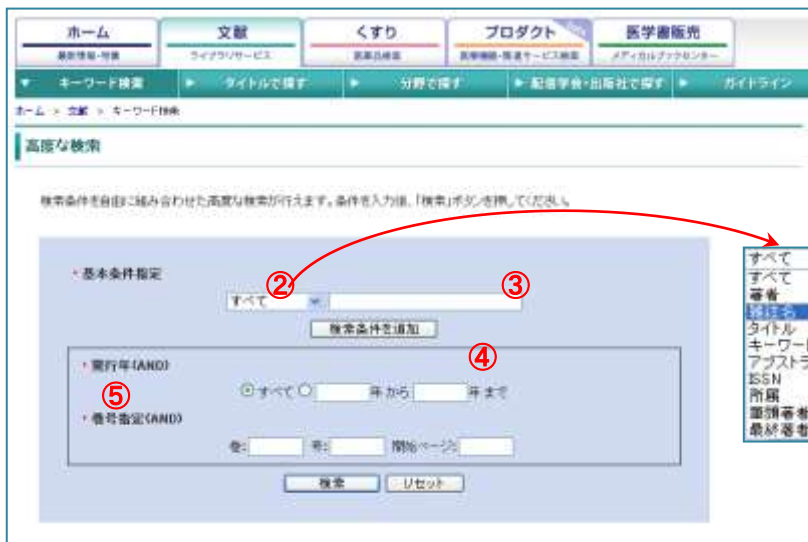 ホーム
文献
くすり
プロダクト
医学書販売
最新情報・特集
ライブラリサービス
医薬品検索
医療機器・関連サービス検索
メディカルブックセンター
キーワード検索
タイトルで探す
分野で探す
配信学会・出版社で探す
ガイドライン
ホーム > 文献 > キーワード検索
高度な検索
検索条件を自由に組み合わせた高度な検索が行えます。条件を入力後、「検索」ボタンを押してください。
・基本条件指定
②
③
すべて
検索条件を追加
④
・発行年(AND)
⑤
すべて 年から 年まで
・巻号指定(AND)
巻: 号: 開始ページ:
検索
リセット
すべて
すべて
著者
雑誌名
タイトル
キーワード
アブストラ
ISSN
所属
筆頭著者
最終著者